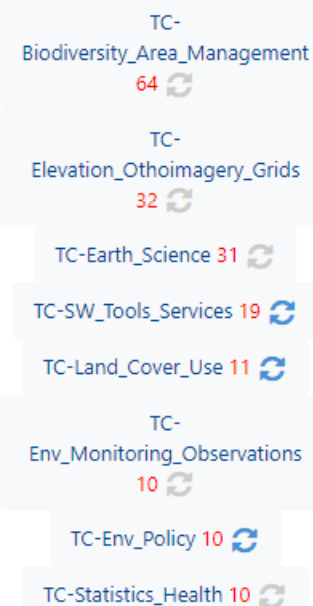 TC-
Biodiversity_Area_Management
64
TC-
Elevation_Othoimagery_Grids
32
TC-Earth_Science 31
TC-SW_Tools_Services 19
TC-Land_Cover_Use 11
TC-
Env_Monitoring_Observations
10
TC-Env_Policy 10
TC-Statistics_Health 10